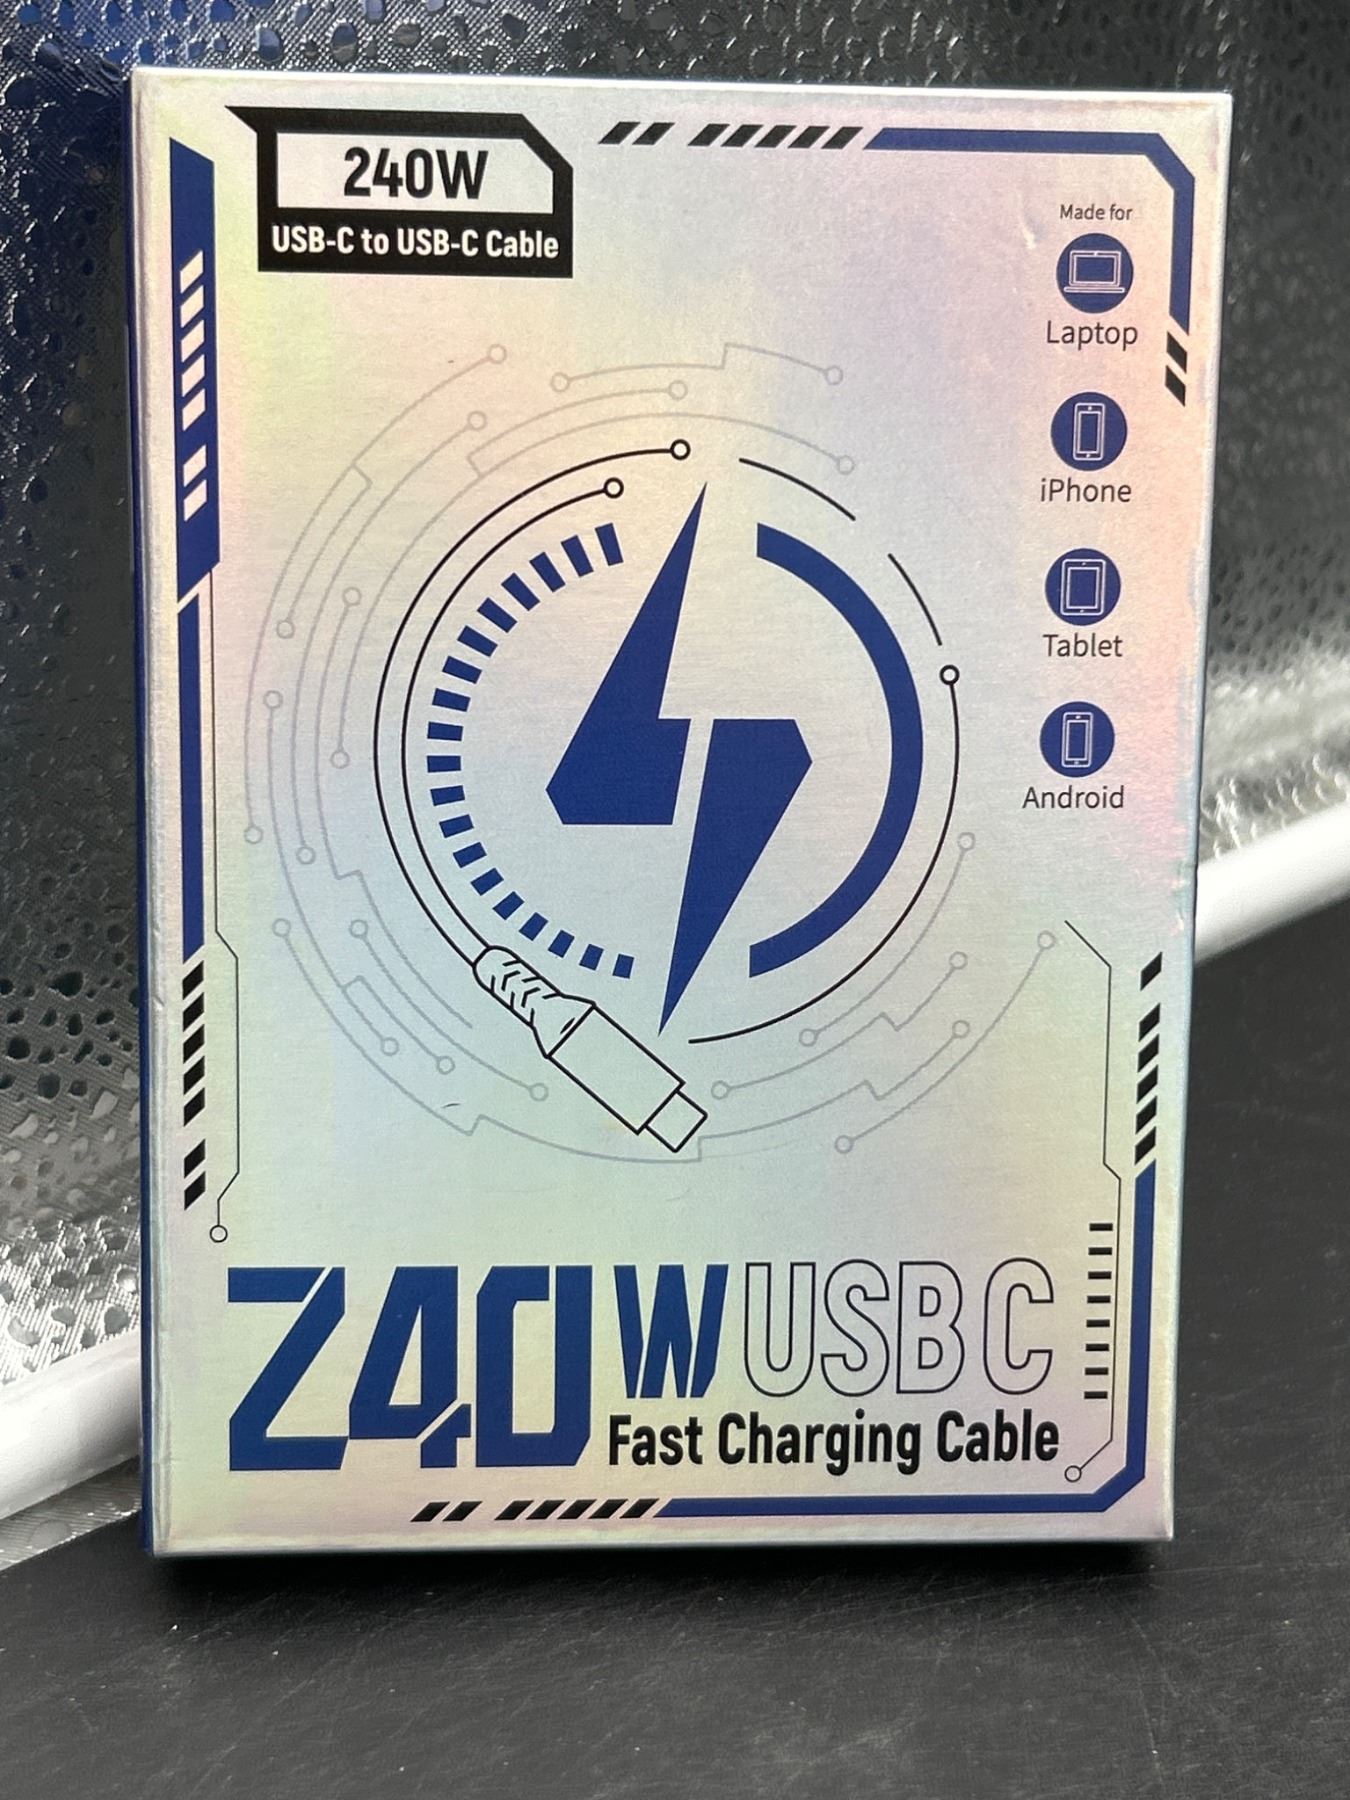 240W
USB-C to USB-C Cable
Made for
Laptop
iPhone
Tablet
Android
240W USB C
Fast Charging Cable